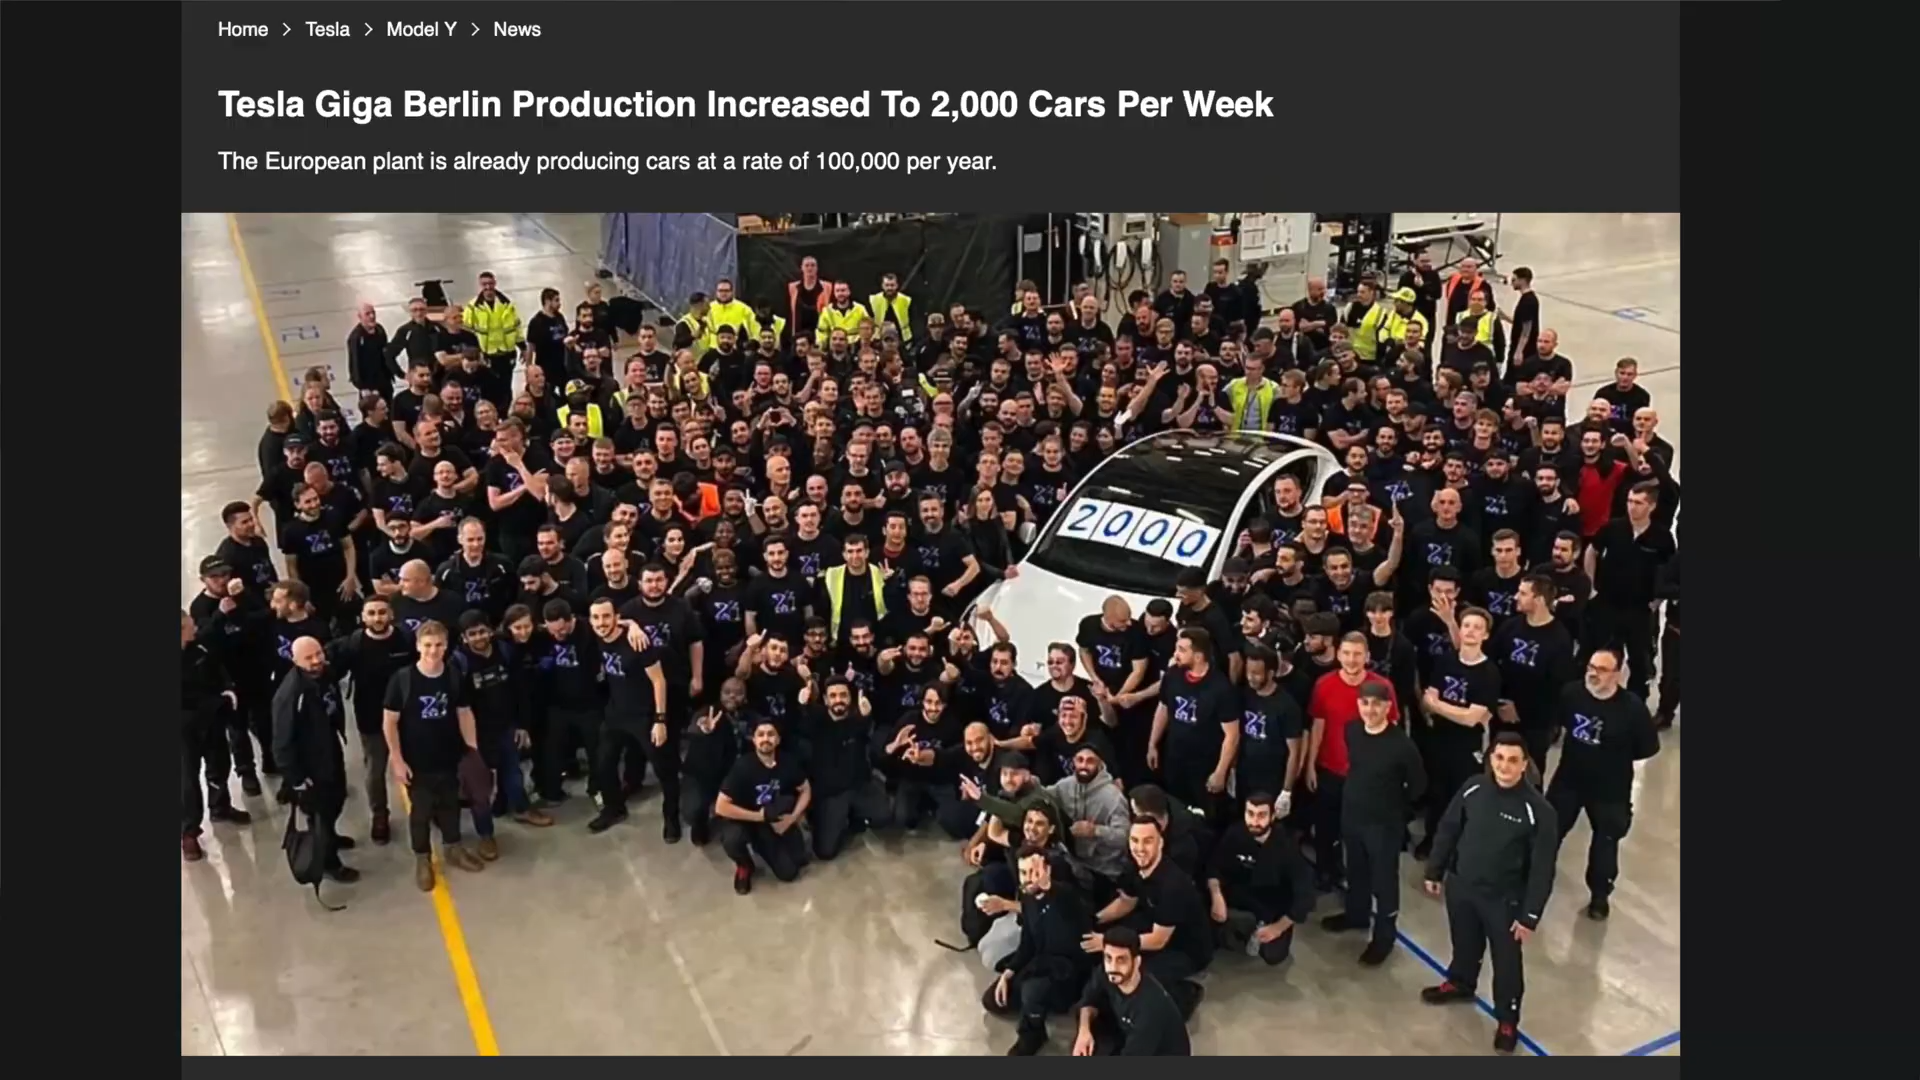 Home > Tesla > Model Y > News
Tesla Giga Berlin Production Increased To 2,000 Cars Per Week
The European plant is already producing cars at a rate of 100,000 per year.
2000